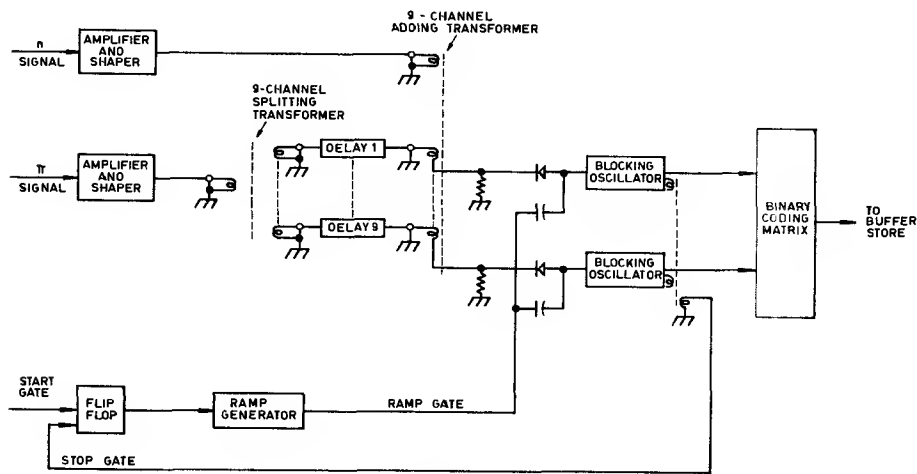 9 - CHANNEL
ADDING TRANSFORMER
n
SIGNAL
AMPLIFIER
AND
SHAPER
9-CHANNEL
SPLITTING
TRANSFORMER
π
SIGNAL
AMPLIFIER
AND
SHAPER
DELAY 1
DELAY 9
BLOCKING
OSCILLATOR
BLOCKING
OSCILLATOR
BINARY
CODING
MATRIX
TO
BUFFER
STORE
START
GATE
FLIP
FLOP
RAMP
GENERATOR
RAMP GATE
STOP GATE